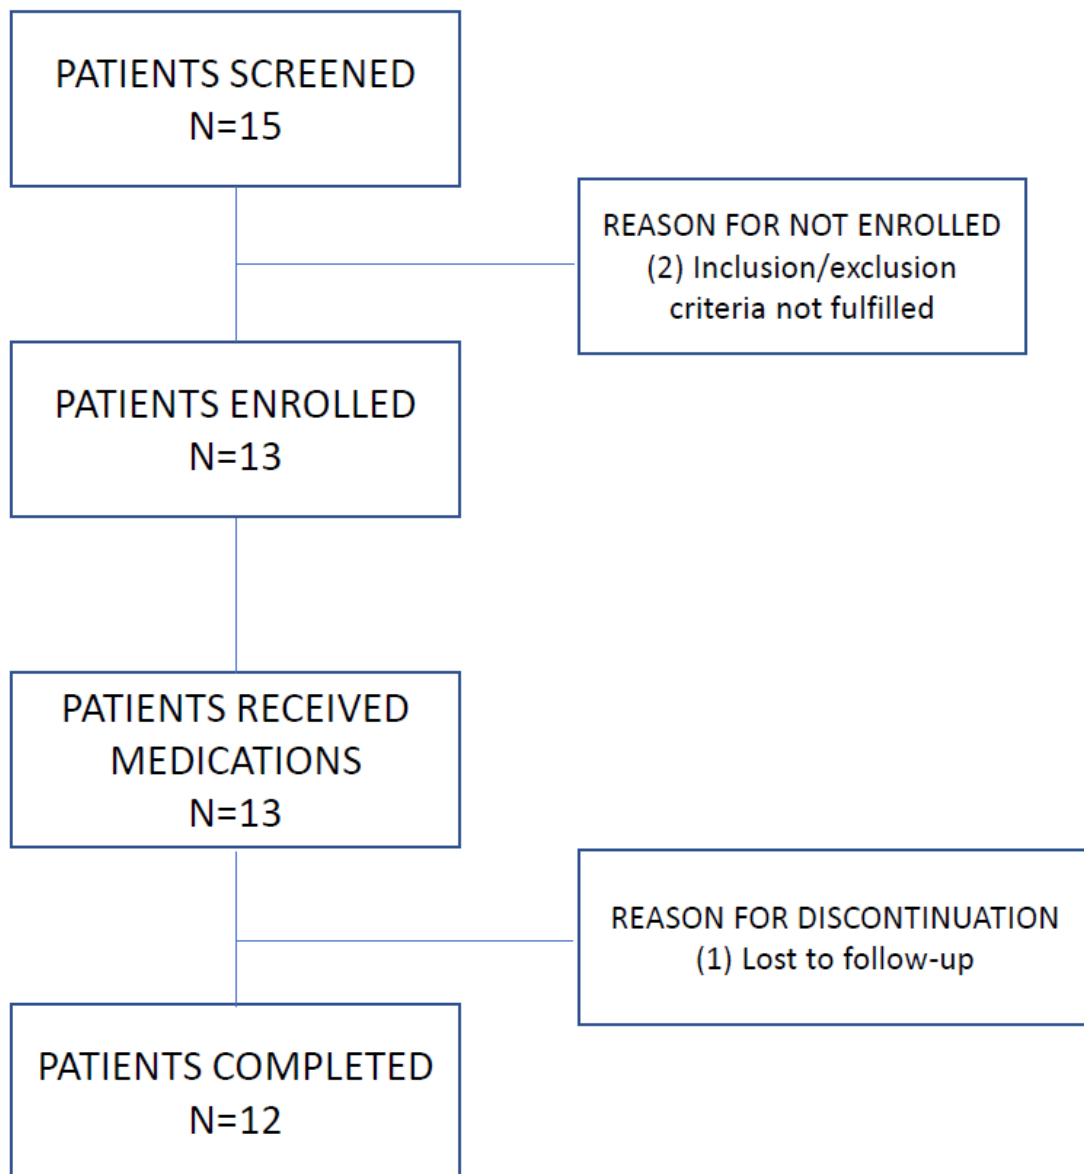 PATIENTS SCREENED
N=15
REASON FOR NOT ENROLLED
(2) Inclusion/exclusion
criteria not fulfilled
PATIENTS ENROLLED
N=13
PATIENTS RECEIVED
MEDICATIONS
N=13
REASON FOR DISCONTINUATION
(1) Lost to follow-up
PATIENTS COMPLETED
N=12